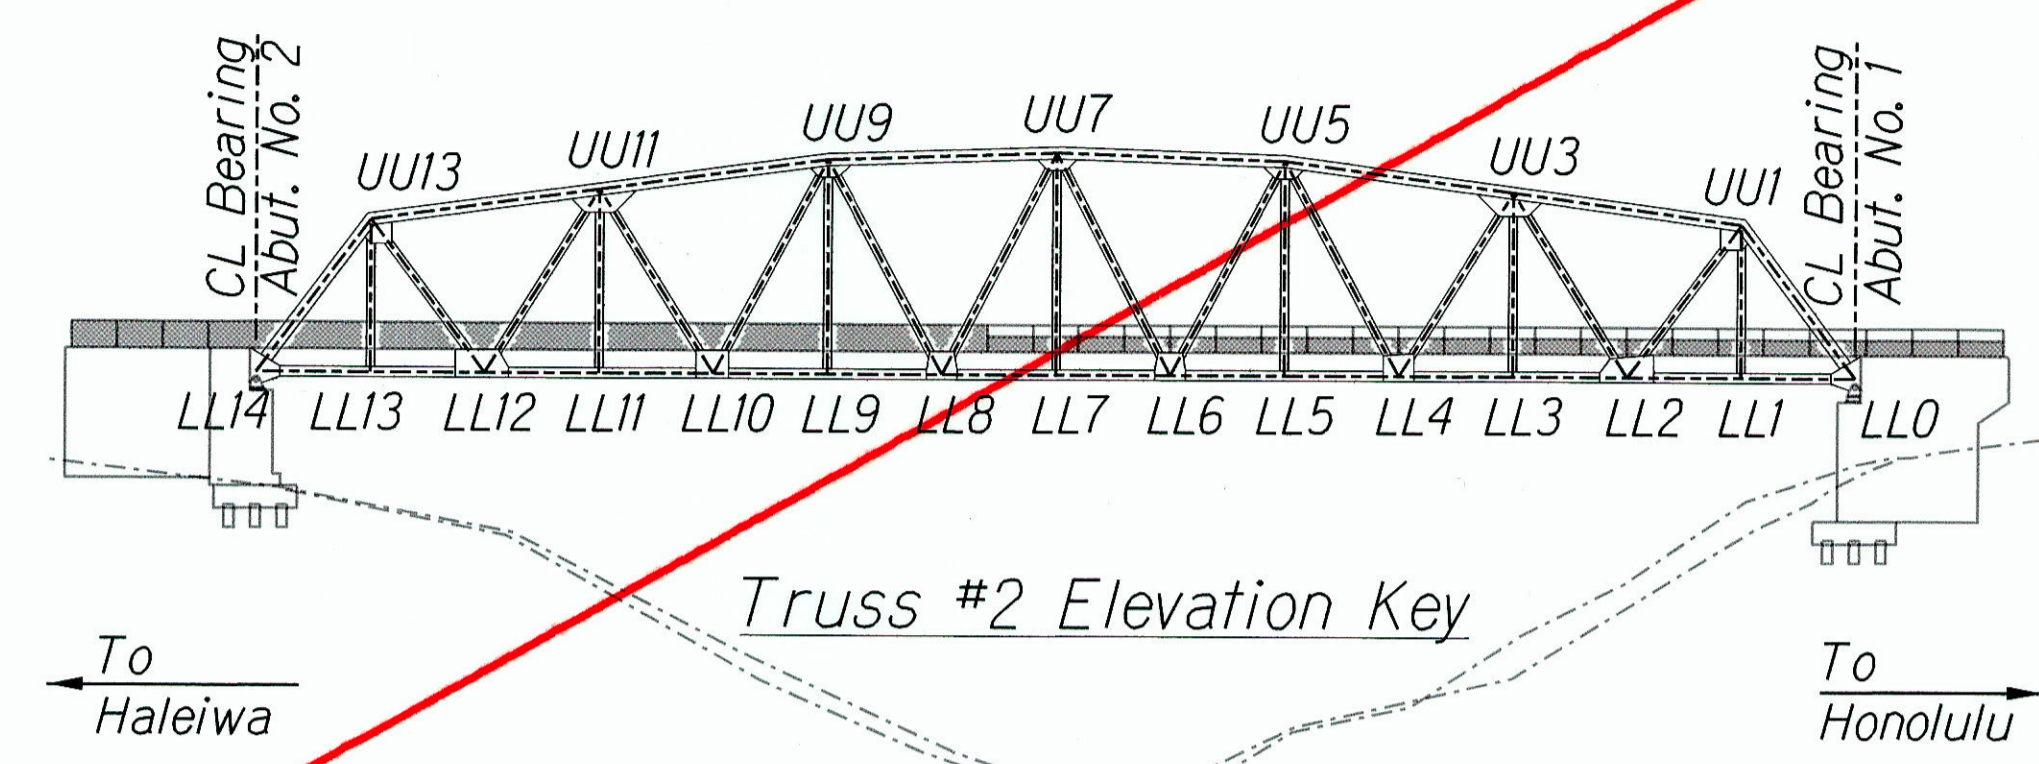 CL Bearing
Abut. No. 2
UU13
UU11
UU9
UU7
UU5
UU3
UU1
CL Bearing
Abut. No. 1
LL14
LL13
LL12
LL11
LL10
LL9
LL8
LL7
LL6
LL5
LL4
LL3
LL2
LL1
LL0
Truss #2 Elevation Key
To
Haleiwa
To
Honolulu